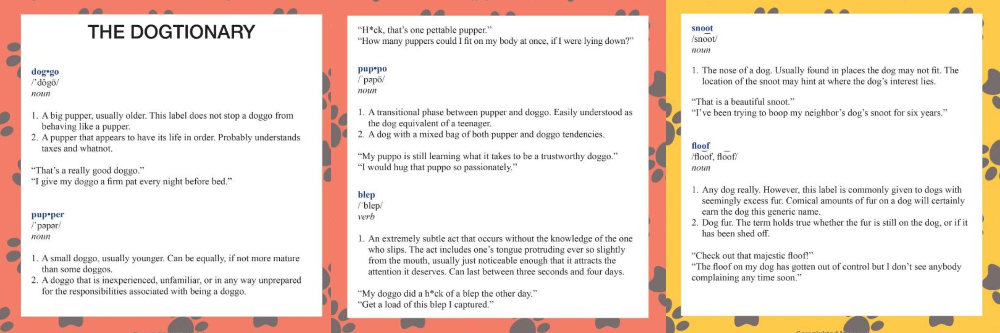 THE DOGTIONARY
dog•go
/’dôgō/
noun
1. A big pupper, usually older. This label does not stop a doggo from
behaving like a pupper.
2. A pupper that appears to have its life in order. Probably understands
taxes and whatnot.
“That’s a really good doggo.”
“I give my doggo a firm pat every night before bed.”
pup•per
/ˈpəpər/
noun
1. A small doggo, usually younger. Can be equally, if not more mature
than some doggos.
2. A doggo that is inexperienced, unfamiliar, or in any way unprepared
for the responsibilities associated with being a doggo.
“H*ck, that’s one pettable pupper.”
“How many puppers could I fit on my body at once, if I were lying down?”
pup•po
/ˈpəpō/
noun
1. A transitional phase between pupper and doggo. Easily understood as
the dog equivalent of a teenager.
2. A dog with a mixed bag of both pupper and doggo tendencies.
“My puppo is still learning what it takes to be a trustworthy doggo.”
“I would hug that puppo so passionately.”
blep
/ˈblep/
verb
1. An extremely subtle act that occurs without the knowledge of the one
who slips. The act includes one’s tongue protruding ever so slightly
from the mouth, usually just noticeable enough that it attracts the
attention it deserves. Can last between three seconds and four days.
“My doggo did a h*ck of a blep the other day.”
“Get a load of this blep I captured.”
snoot
/sno͞ot/
noun
1. The nose of a dog. Usually found in places the dog may not fit. The
location of the snoot may hint at where the dog’s interest lies.
“That is a beautiful snoot.”
“I’ve been trying to boop my neighbor’s dog’s snoot for six years.”
floof
/flo͝of, flo͞of/
noun
1. Any dog really. However, this label is commonly given to dogs with
seemingly excess fur. Comical amounts of fur on a dog will certainly
earn the dog this generic name.
2. Dog fur. The term holds true whether the fur is still on the dog, or if it
has been shed off.
“Check out that majestic floof!”
“The floof on my dog has gotten out of control but I don’t see anybody
complaining any time soon.”